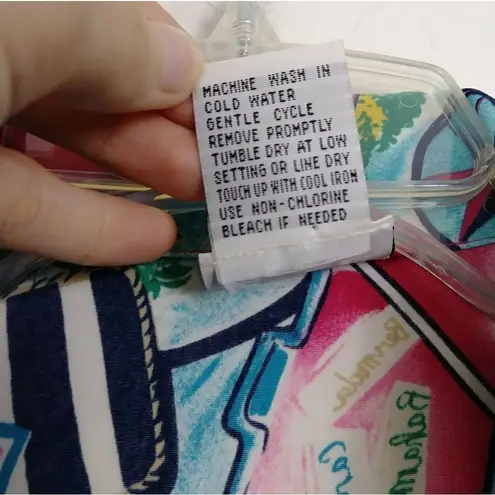 MACHINE WASH IN
COLD WATER
GENTLE CYCLE
REMOVE PROMPTLY
TUMBLE DRY AT LOW
SETTING OR LINE DRY
TOUCH UP WITH COOL IRON
USE NON-CHLORINE
BLEACH IF NEEDED
Bermuda